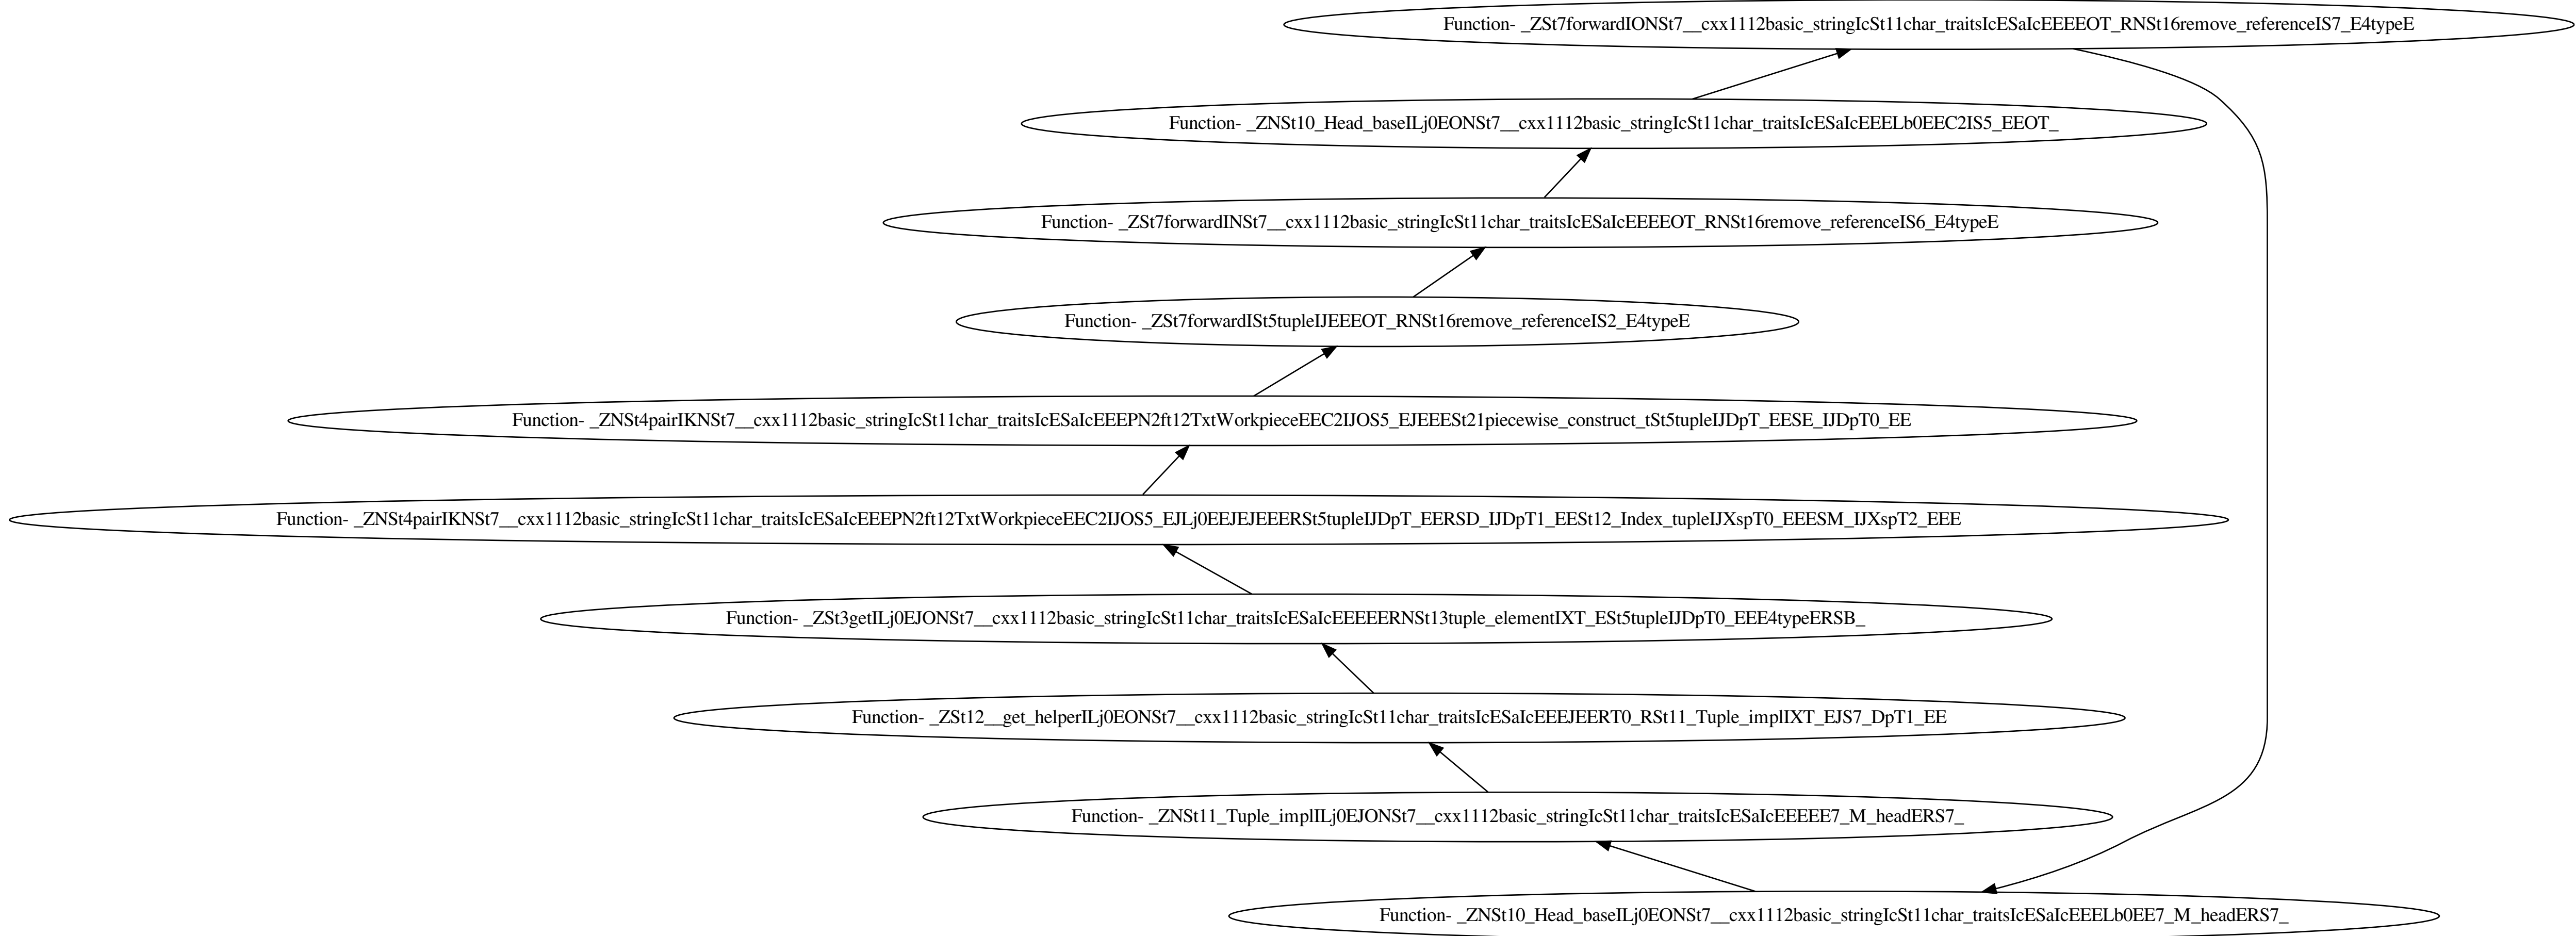 Function- _ZSt7forwardIONSt7__cxx1112basic_stringIcSt11char_traitsIcESaIcEEEEOT_RNSt16remove_referenceIS7_E4typeE
Function- _ZNSt10_Head_baseILj0EONSt7__cxx1112basic_stringIcSt11char_traitsIcESaIcEEELb0EEC2IS5_EEOT_
Function- _ZSt7forwardINSt7__cxx1112basic_stringIcSt11char_traitsIcESaIcEEEEOT_RNSt16remove_referenceIS6_E4typeE
Function- _ZSt7forwardISt5tupleIJEEEOT_RNSt16remove_referenceIS2_E4typeE
Function- _ZNSt4pairIKNSt7__cxx1112basic_stringIcSt11char_traitsIcESaIcEEEPN2ft12TxtWorkpieceEEC2IJOS5_EJEEESt21piecewise_construct_tSt5tupleIJDpT_EESE_IJDpT0_EE
Function- _ZNSt4pairIKNSt7__cxx1112basic_stringIcSt11char_traitsIcESaIcEEEPN2ft12TxtWorkpieceEEC2IJOS5_EJLj0EEJEJEEERSt5tupleIJDpT_EERSD_IJDpT1_EESt12_Index_tupleIJXspT0_EEESM_IJXspT2_EEE
Function- _ZSt3getILj0EJONSt7__cxx1112basic_stringIcSt11char_traitsIcESaIcEEEEERNSt13tuple_elementIXT_ESt5tupleIJDpT0_EEE4typeERSB_
Function- _ZSt12__get_helperILj0EONSt7__cxx1112basic_stringIcSt11char_traitsIcESaIcEEEJEERT0_RSt11_Tuple_implIXT_EJS7_DpT1_EE
Function- _ZNSt11_Tuple_implILj0EJONSt7__cxx1112basic_stringIcSt11char_traitsIcESaIcEEEEE7_M_headERS7_
Function- _ZNSt10_Head_baseILj0EONSt7__cxx1112basic_stringIcSt11char_traitsIcESaIcEEELb0EE7_M_headERS7_